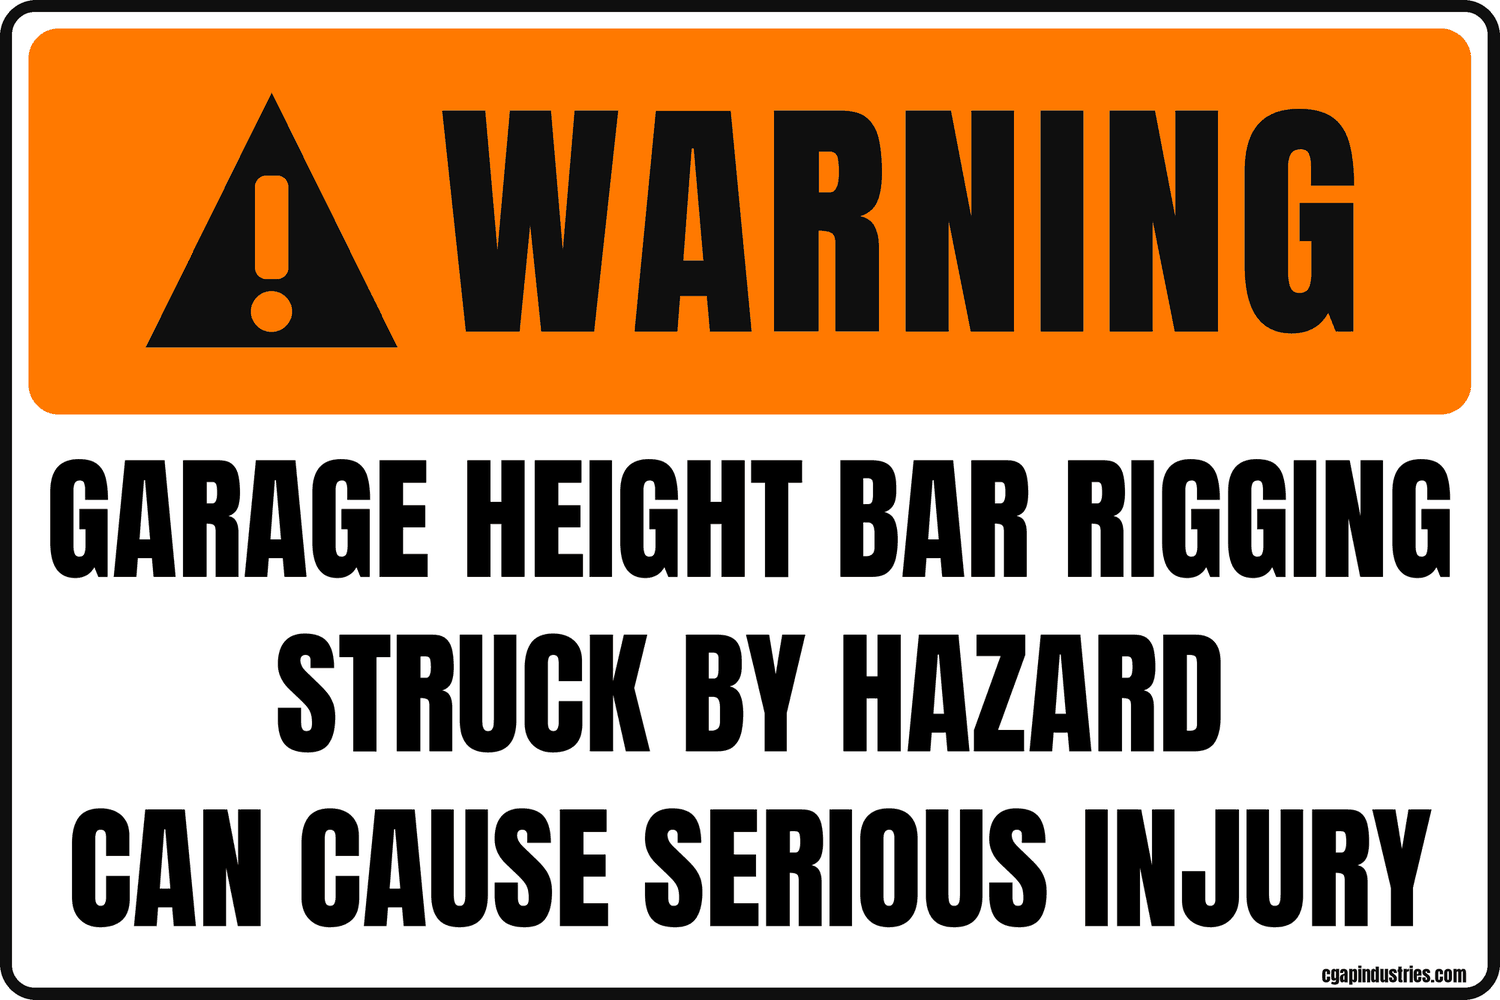 WARNING
GARAGE HEIGHT BAR RIGGING
STRUCK BY HAZARD
CAN CAUSE SERIOUS INJURY
cgapindustries.com